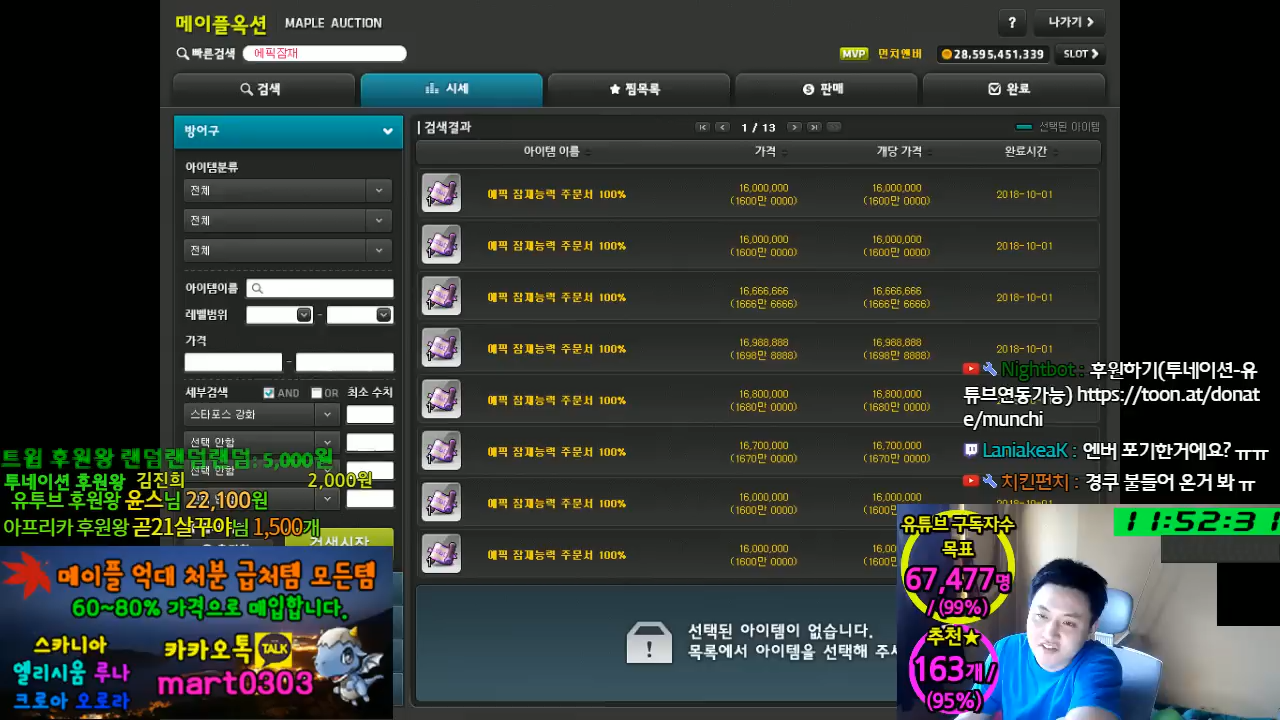 메이플옥션 MAPLE AUCTION
? 나가기
빠른검색 에픽잠재
MVP 먼치엔비 28,595,451,339 SLOT
검색 시세 찜목록 판매 완료
방어구
아이템분류
전체
전체
전체
아이템이름
레벨범위 -
가격
-
세부검색 AND OR 최소 수치
스타포스 강화
선택 안함
선택 안함
검색결과 1 / 13 선택된 아이템
아이템 이름 가격 개당 가격 완료시간
에픽 잠재능력 주문서 100% 16,000,000 16,000,000 2018-10-01
(1600만 0000) (1600만 0000)
에픽 잠재능력 주문서 100% 16,000,000 16,000,000 2018-10-01
(1600만 0000) (1600만 0000)
에픽 잠재능력 주문서 100% 16,666,666 16,666,666 2018-10-01
(1666만 6666) (1666만 6666)
에픽 잠재능력 주문서 100% 16,988,888 16,988,888 2018-10-01
(1698만 8888) (1698만 8888)
에픽 잠재능력 주문서 100% 16,800,000 16,800,000
(1680만 0000) (1680만 0000)
에픽 잠재능력 주문서 100% 16,700,000 16,700,000
(1670만 0000) (1670만 0000)
에픽 잠재능력 주문서 100% 16,000,000 16,000,000
(1600만 0000) (1600만 0000)
에픽 잠재능력 주문서 100% 16,000,000 16,00
(1600만 0000) (1600
선택된 아이템이 없습니다.
목록에서 아이템을 선택해 주세
Nightbot : 후원하기(투네이션-유
튜브연동가능) https://toon.at/donat
e/munchi
LaniakeaK : 엔버 포기한거에요? ㅠㅠ
치킨펀치 : 경쿠 불들어 온거 봐 ㅠ
트윕 후원왕 랜덤랜덤랜덤: 5,000원
투네이션 후원왕 김진희 2,000원
유투브 후원왕 윤스님 22,100원
아프리카 후원왕 곧21살꾸야님 1,500개
메이플 억대 처분 급처템 모든템
60~80% 가격으로 매입합니다.
스카니아
엘리시움 루나
크로아 오로라
카카오톡 TALK
mart0303
유튜브 구독자수
목표
67,477명
/ (99%)
추천★
163개 /
(95%)
11:52:31